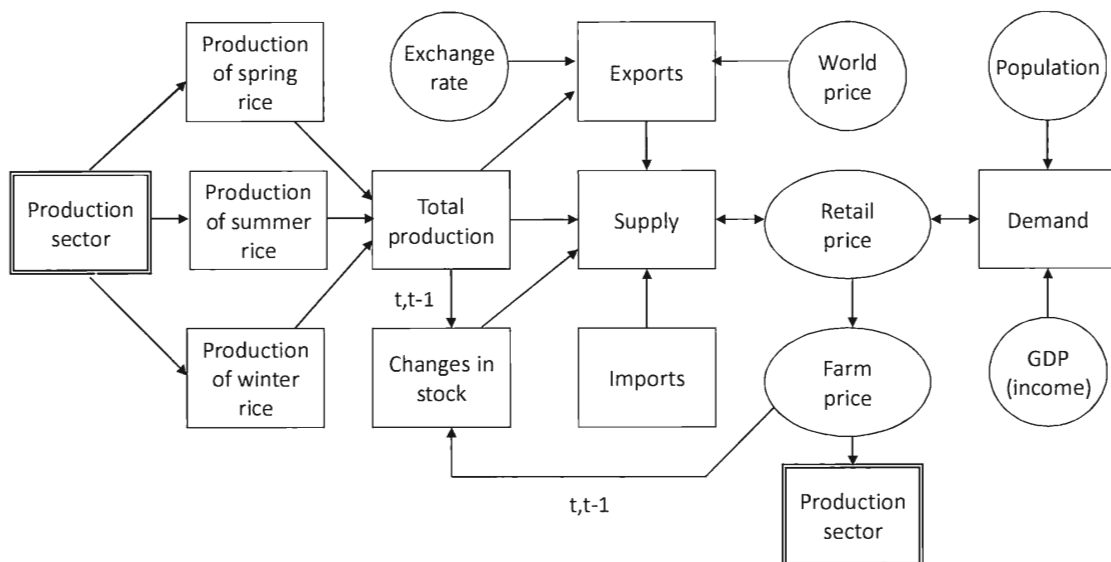 Production
of spring
rice
Exchange
rate
Exports
World
price
Population
Production
sector
Production
of summer
rice
Total
production
Supply
Retail
price
Demand
t,t-1
Production
of winter
rice
Changes in
stock
Imports
Farm
price
GDP
(income)
t,t-1
Production
sector